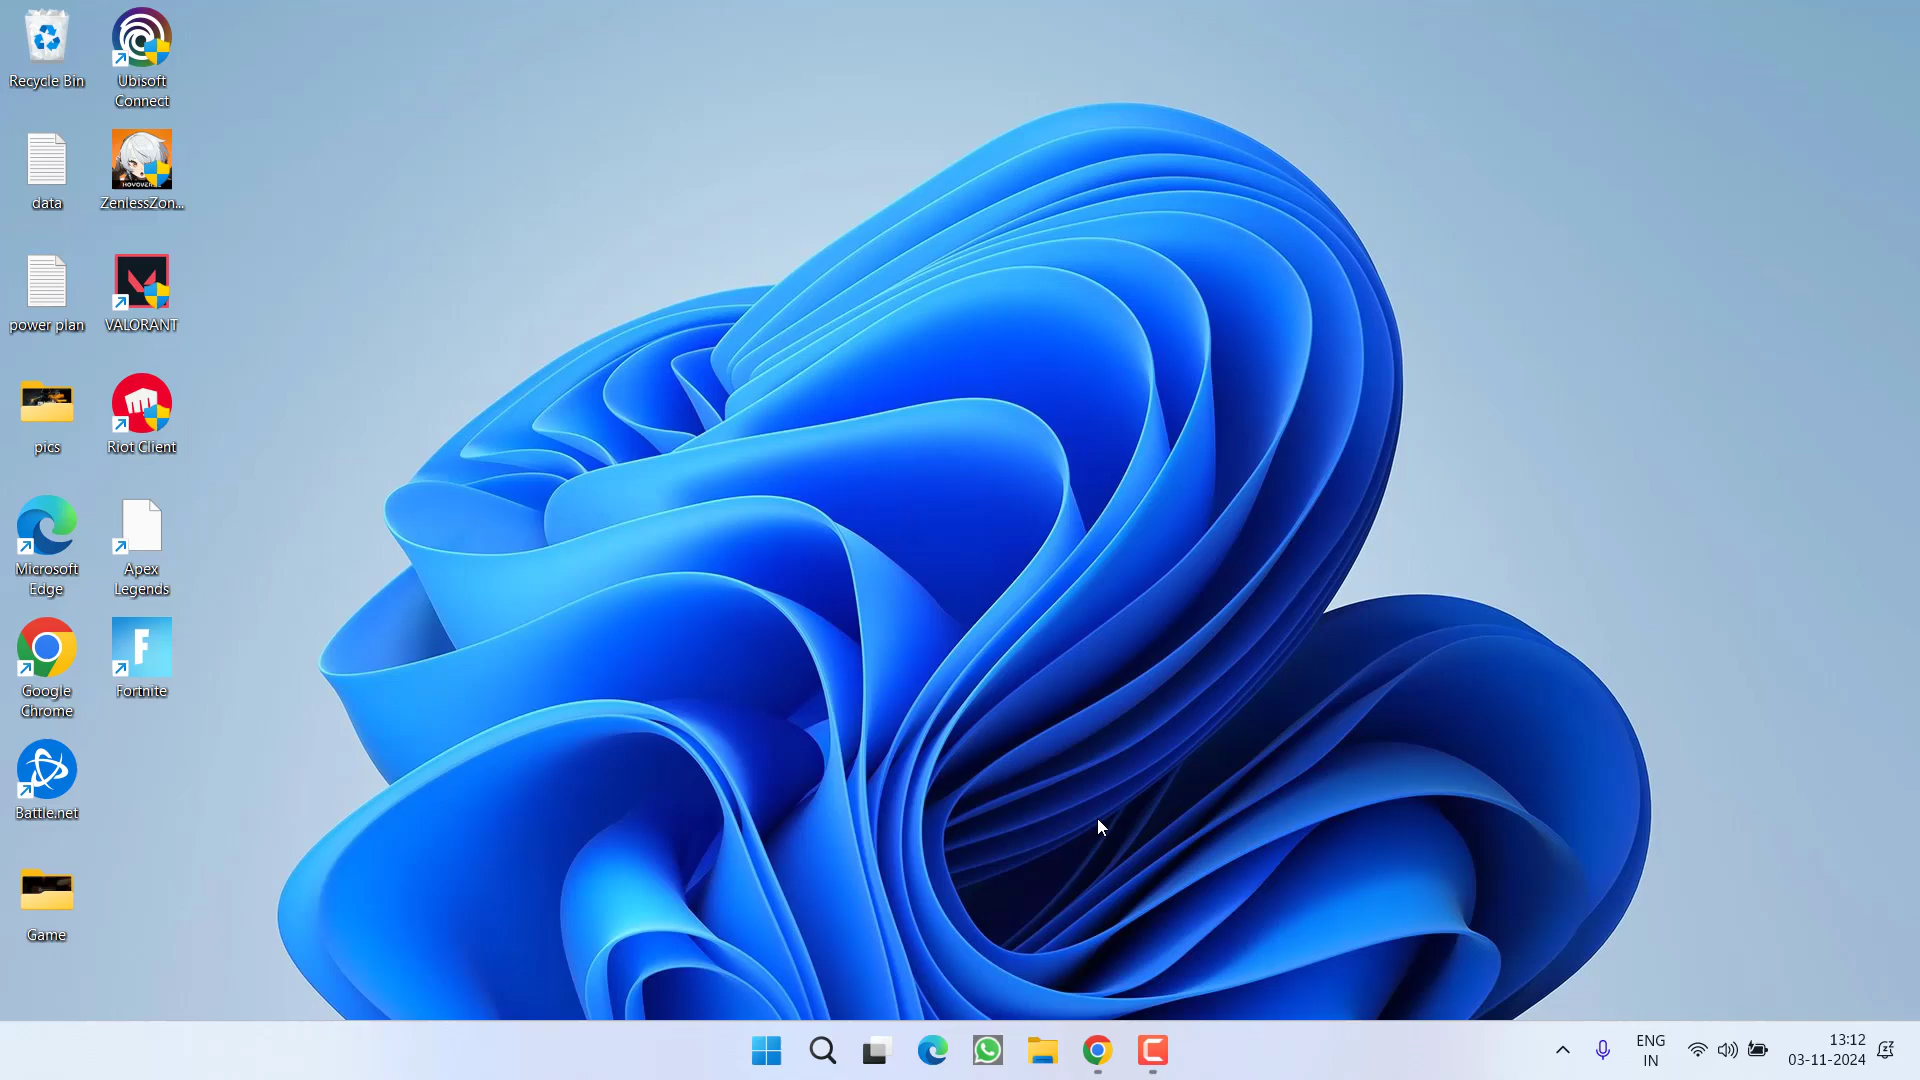 Recycle Bin
Ubisoft
Connect
data
ZenlessZon...
power plan
VALORANT
pics
Riot Client
Microsoft
Edge
Apex
Legends
Google
Chrome
Fortnite
Battle.net
Game
ENG
IN
13:12
03-11-2024